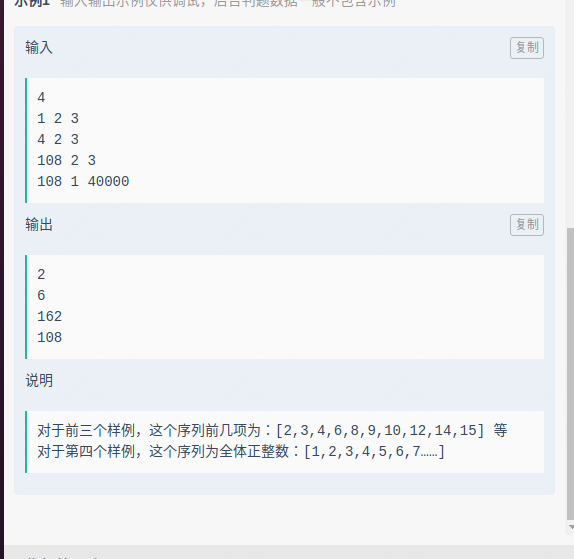 示例1 输入输出示例仅供调试，后台判题数据一般不包含示例
输入
复制
4
1 2 3
4 2 3
108 2 3
108 1 40000
输出
复制
2
6
162
108
说明
对于前三个样例，这个序列前几项为：[2,3,4,6,8,9,10,12,14,15] 等
对于第四个样例，这个序列为全体正整数：[1,2,3,4,5,6,7……]